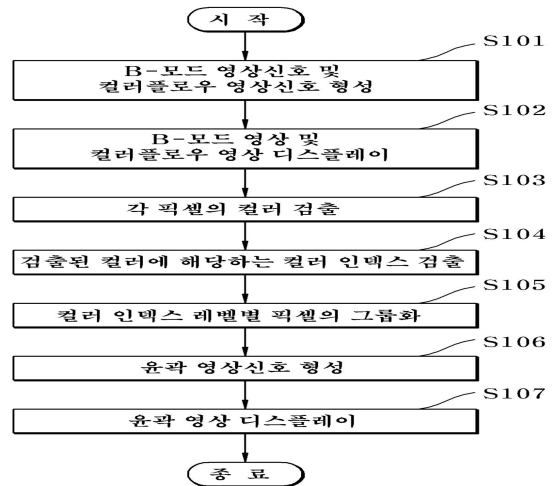 시 작
S101
B-모드 영상신호 및
컬러플로우 영상신호 형성
S102
B-모드 영상 및
컬러플로우 영상 디스플레이
S103
각 픽셀의 컬러 검출
S104
검출된 컬러에 해당하는 컬러 인덱스 검출
S105
컬러 인덱스 레벨별 픽셀의 그룹화
S106
윤곽 영상신호 형성
S107
윤곽 영상 디스플레이
종 료